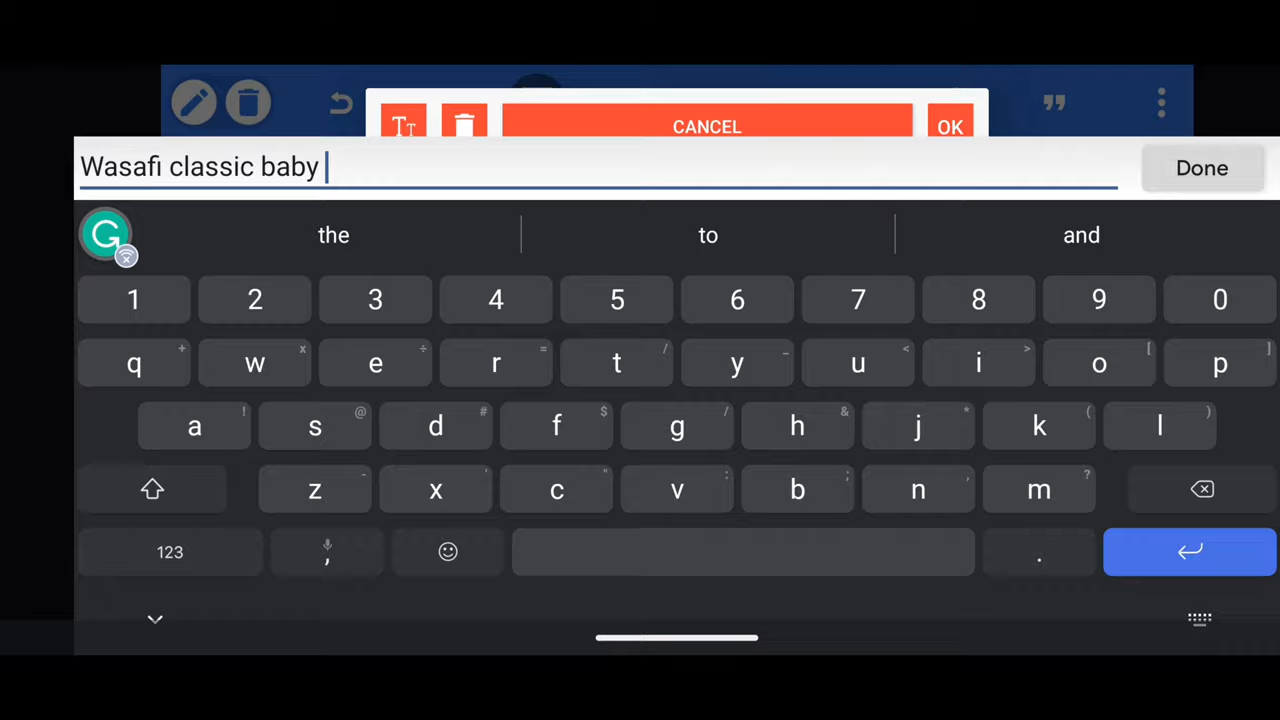 Tт
CANCEL
OK
Wasafi classic baby
Done
the to and
1 2 3 4 5 6 7 8 9 0
q + w x e ÷ r = t / y _ u < i > o [ p ]
a ! s @ d # f $ g / h & j * k ( l )
z - x ' c " v : b ; n , m ?
123 , .